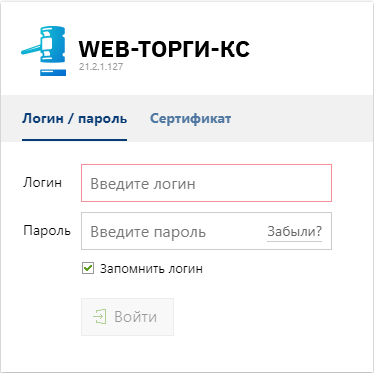 WEB-ТОРГИ-КС
21.2.1.127
Логин / пароль Сертификат
Логин Введите логин
Пароль Введите пароль Забыли?
Запомнить логин
Войти